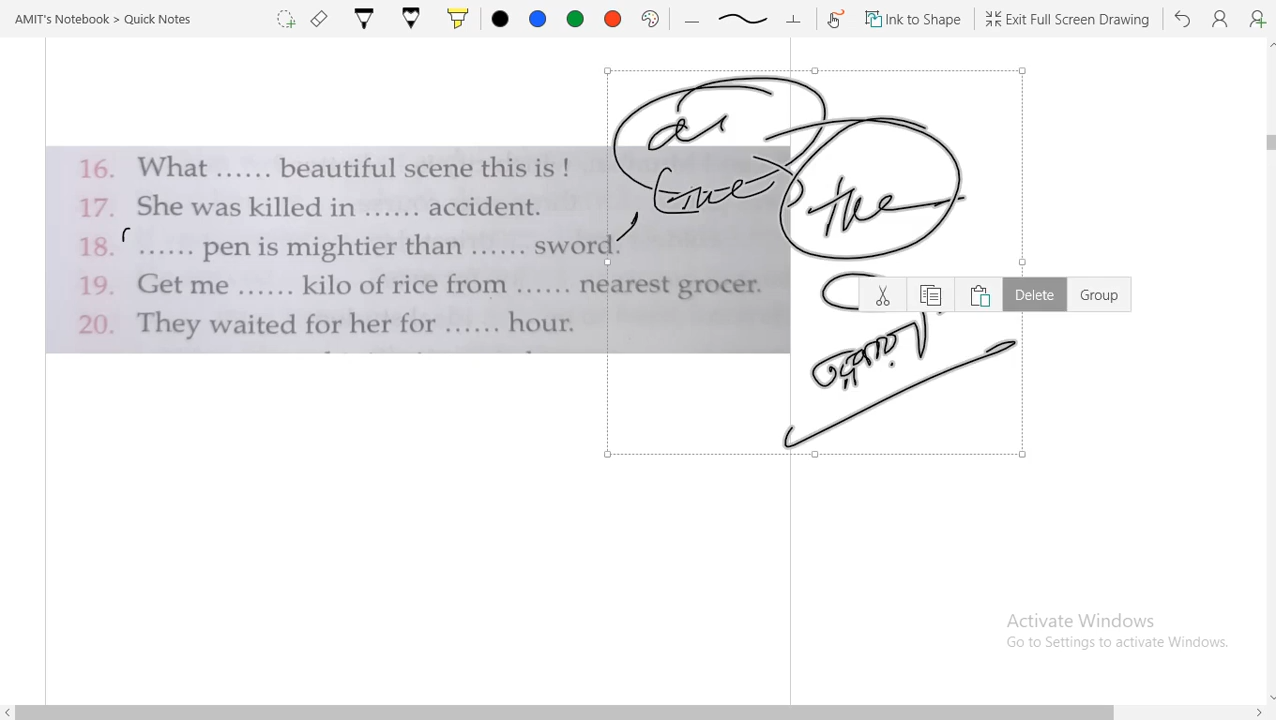 AMIT's Notebook > Quick Notes
Ink to Shape
Exit Full Screen Drawing
16. What ...... beautiful scene this is !
17. She was killed in ...... accident.
18. ...... pen is mightier than ...... sword.
19. Get me ...... kilo of rice from ...... nearest grocer.
20. They waited for her for ...... hour.
the
Delete
Group
Activate Windows
Go to Settings to activate Windows.